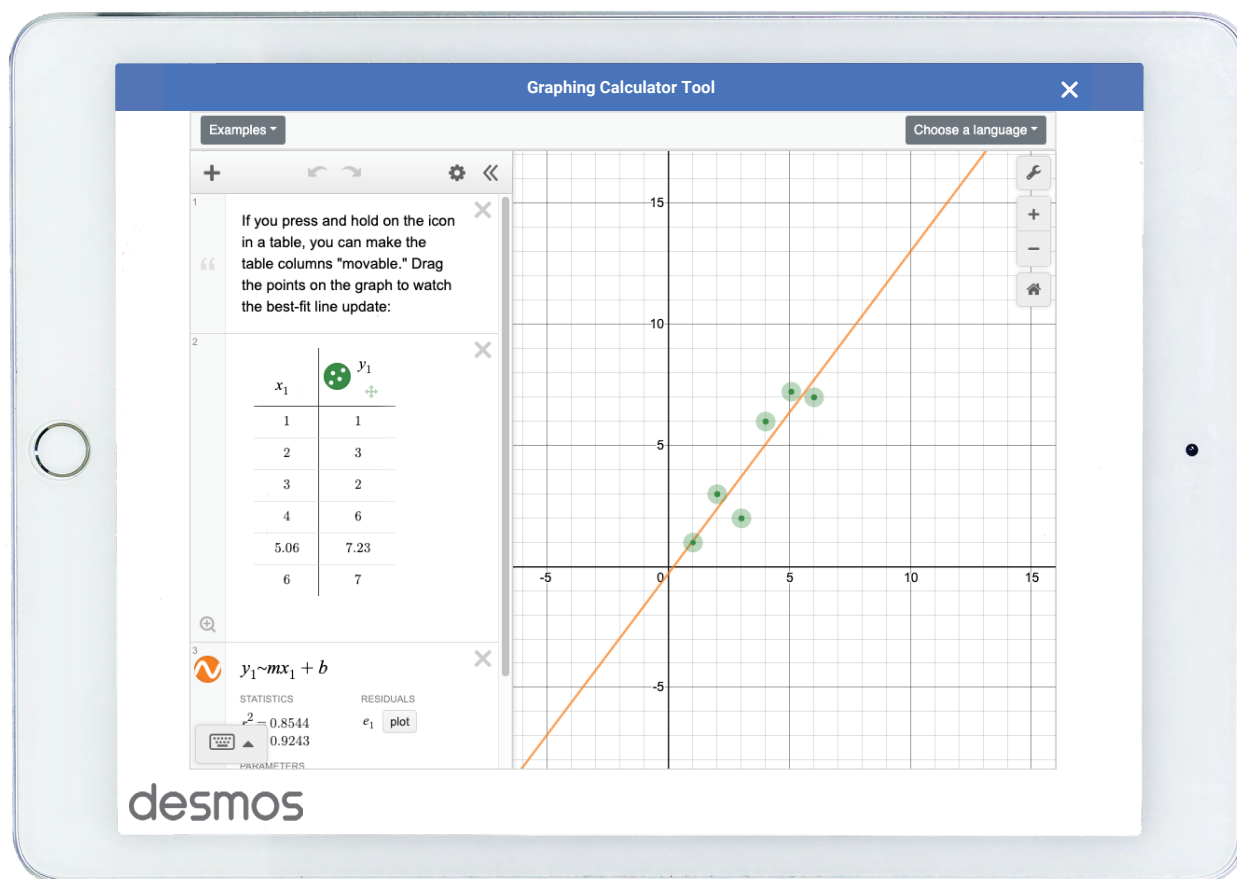 Graphing Calculator Tool
Examples
Choose a language
1
If you press and hold on the icon
in a table, you can make the
table columns "movable." Drag
the points on the graph to watch
the best-fit line update:
2
x₁ y₁
1 1
2 3
3 2
4 6
5.06 7.23
6 7
3
y₁~mx₁ + b
STATISTICS RESIDUALS
r² = 0.8544 e₁ plot
0.9243
PARAMETERS
15
10
5
-5 0 5 10 15
-5
desmos